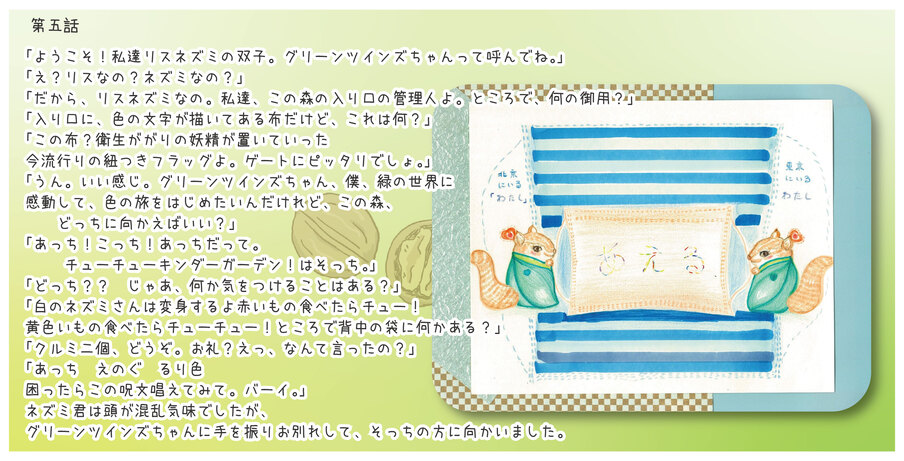 第五話
「ようこそ！私達リスネズミの双子。グリーンツインズちゃんって呼んでね。」
「え？リスなの？ネズミなの？」
「だから、リスネズミなの。私達、この森の入り口の管理人よ。ところで、何の御用？」
「入り口に、色の文字が描いてある布だけど、これは何？」
「この布？衛生ががりの妖精が置いていった
今流行りの紐つきフラッグよ。ゲートにピッタリでしょ。」
「うん。いい感じ。グリーンツインズちゃん、僕、緑の世界に
感動して、色の旅をはじめたいんだけれど、この森、
どっちに向かえばいい？」
「あっち！こっち！あっちだって。
チューチューキンダーガーデン！はそっち。」
「どっち？？　じゃあ、何か気をつけることはある？」
「白のネズミさんは変身するよ赤いもの食べたらチュー！
黄色いもの食べたらチューチュー！ところで背中の袋に何かある？」
「クルミ二個、どうぞ。お礼？えっ、なんて言ったの？」
「あっち　えのぐ　るり色
困ったらこの呪文唱えてみて。バーイ。」
ネズミ君は頭が混乱気味でしたが、
グリーンツインズちゃんに手を振りお別れして、そっちの方に向かいました。
北京
にいる
「わたし」
東京
にいる
わたし
あえる